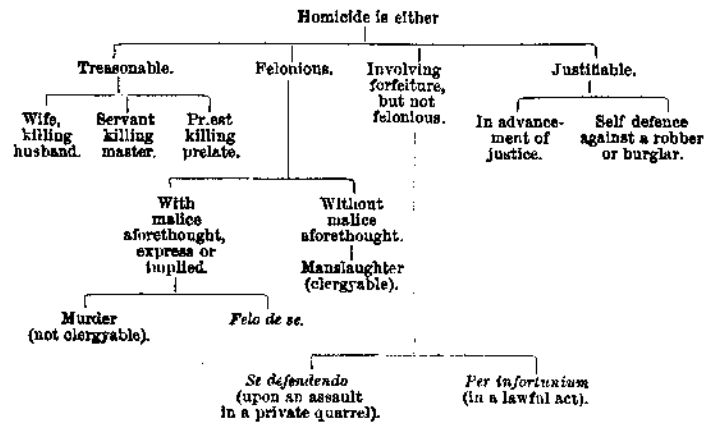 Homicide is either
Treasonable.
Felonious.
Involving
forfeiture,
but not
felonious.
Justifiable.
Wife,
killing
husband.
Servant
killing
master.
Pr.est
killing
prelate.
In advance-
ment of
justice.
Self defence
against a robber
or burglar.
With
malice
aforethought,
express or
implied.
Without
malice
aforethought.
Manslaughter
(clergyable).
Murder
(not clergyable).
Felo de se.
Se defendendo
(upon an assault
in a private quarrel).
Per infortunium
(in a lawful act).